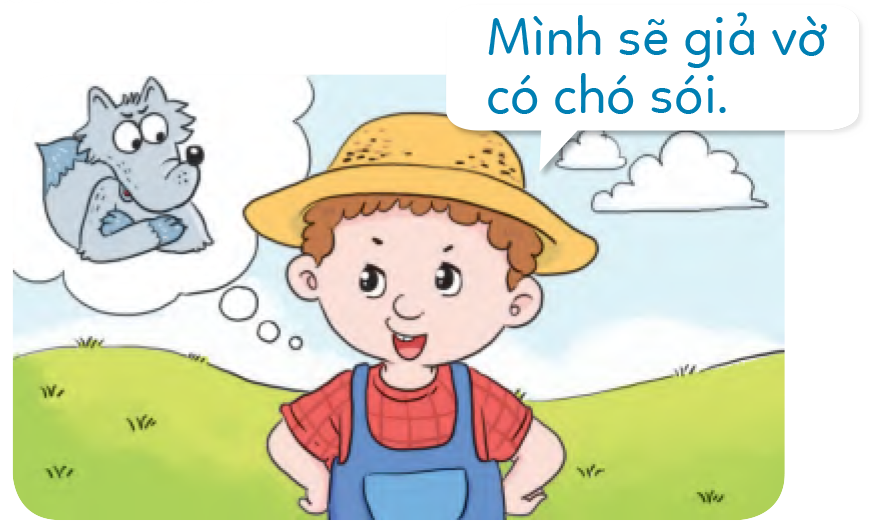 Mình sẽ giả vờ
có chó sói.